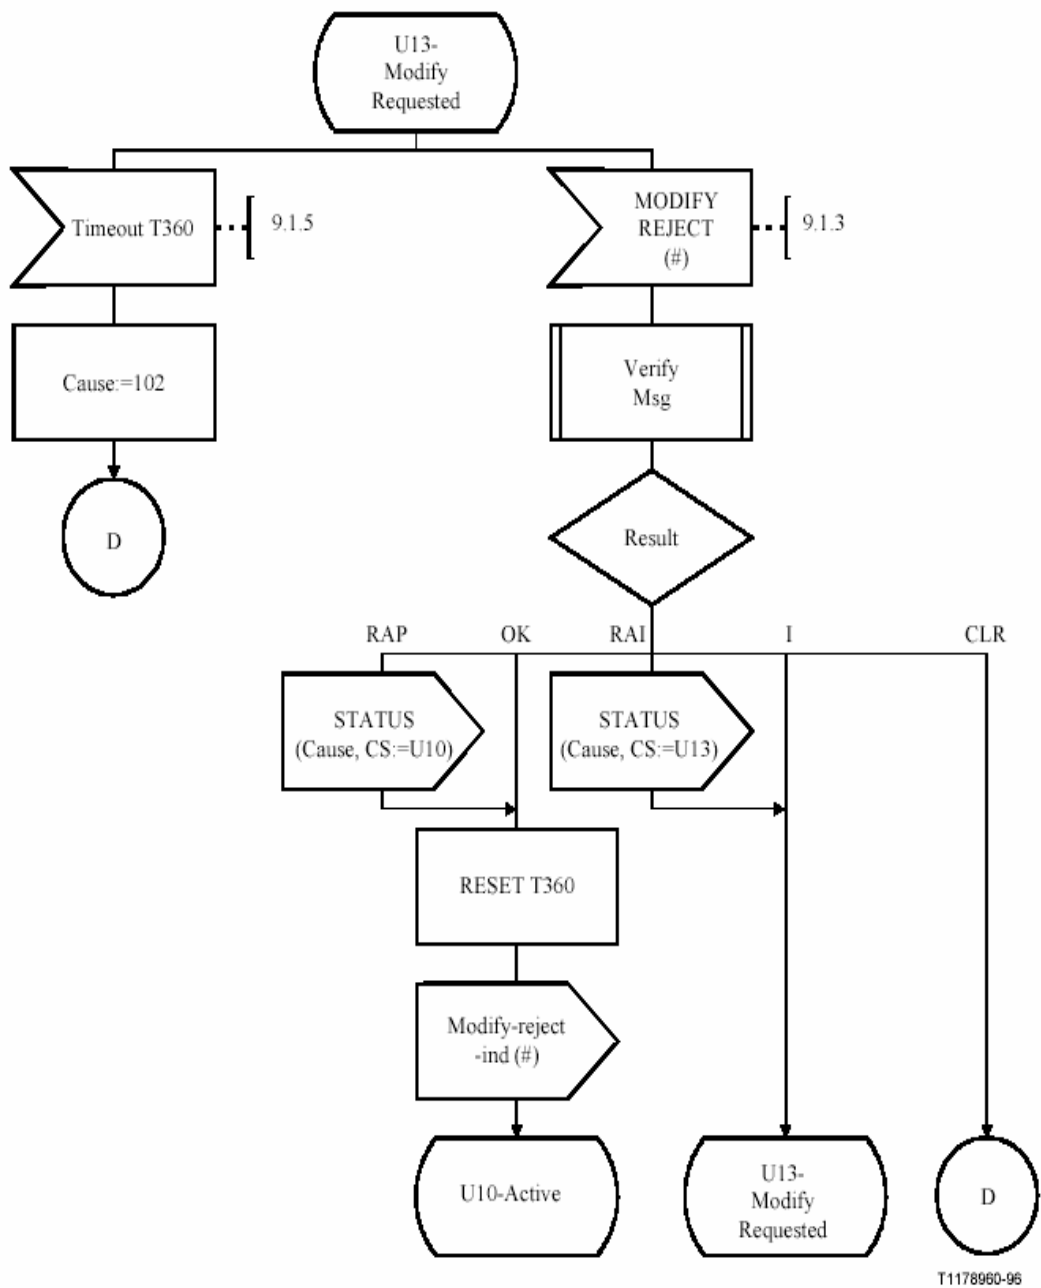 U13-
Modify
Requested
Timeout T360
9.1.5
MODIFY
REJECT
(#)
9.1.3
Cause:=102
Verify
Msg
D
Result
RAP
OK
RAI
I
CLR
STATUS
(Cause, CS:=U10)
STATUS
(Cause, CS:=U13)
RESET T360
Modify-reject
-ind (#)
U10-Active
U13-
Modify
Requested
D
T1178960-96